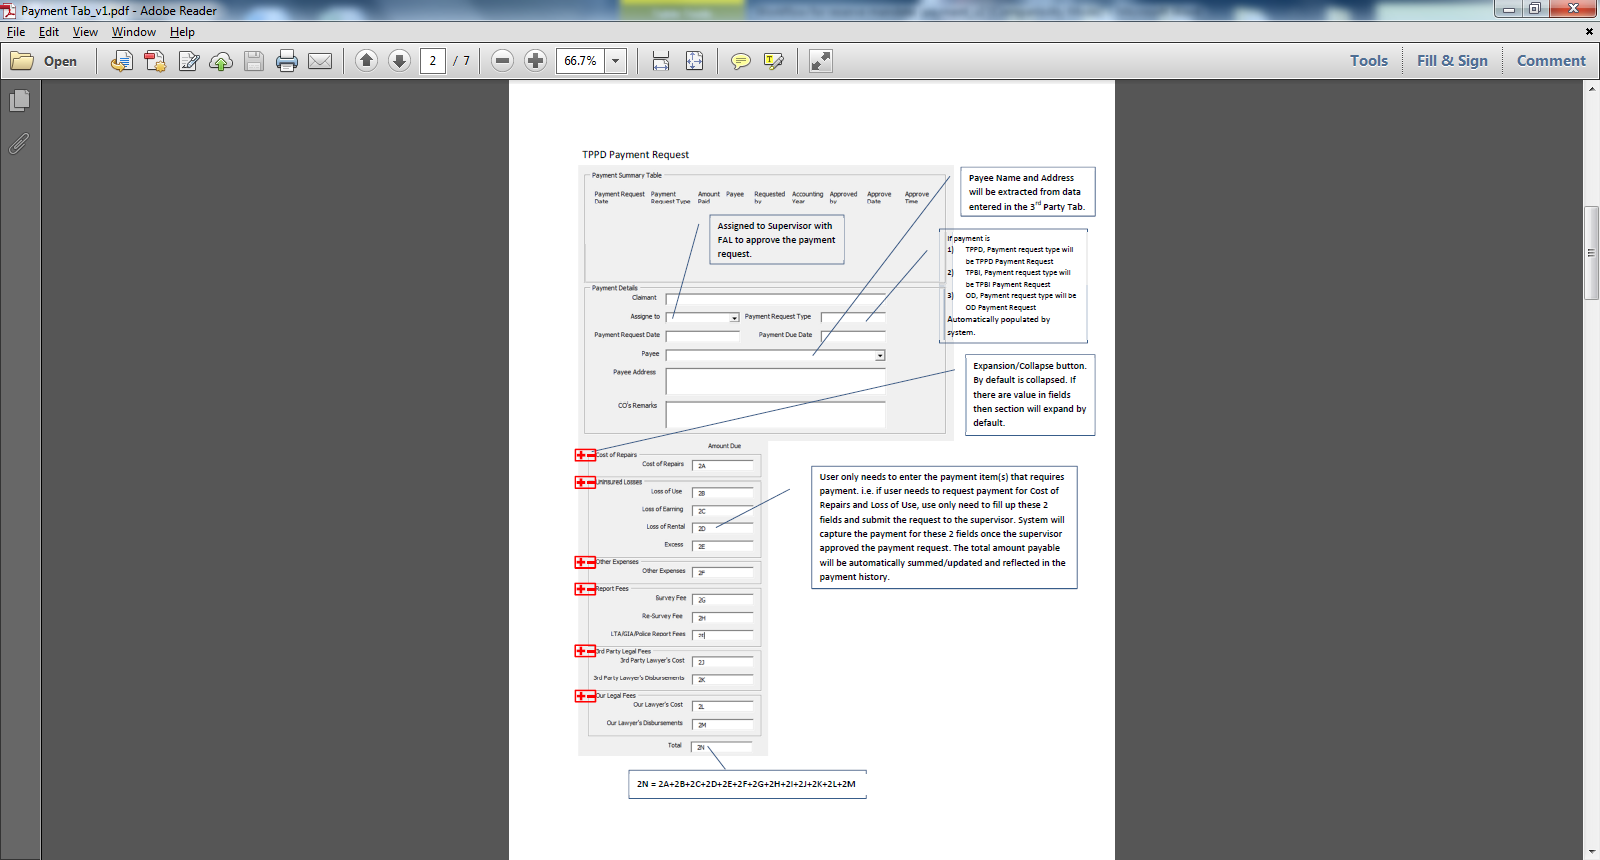 Payment Tab_v1.pdf - Adobe Reader
File Edit View Window Help
Open 2 / 7 66.7% Tools Fill & Sign Comment
TPPD Payment Request
Payment Summary Table
Payment Request Date Payment Request Type Amount Paid Payee Requested by Accounting Year Approved by Approve Date Approve Time
Payee Name and Address
will be extracted from data
entered in the 3rd Party Tab.
Assigned to Supervisor with
FAL to approve the payment
request.
If payment is
1) TPPD, Payment request type will
be TPPD Payment Request
2) TPBI, Payment request type will
be TPBI Payment Request
3) OD, Payment request type will be
OD Payment Request
Automatically populated by
system.
Payment Details
Claimant
Assigne to Payment Request Type
Payment Request Date Payment Due Date
Payee
Payee Address
CO's Remarks
Expansion/Collapse button.
By default is collapsed. If
there are value in fields
then section will expand by
default.
Amount Due
Cost of Repairs
Cost of Repairs 2A
Uninsured Losses
Loss of Use 2B
Loss of Earning 2C
Loss of Rental 2D
Excess 2E
Other Expenses
Other Expenses 2F
Report Fees
Survey Fee 2G
Re-Survey Fee 2H
LTA/GIA/Police Report Fees 2I
3rd Party Legal Fees
3rd Party Lawyer's Cost 2J
3rd Party Lawyer's Disbursements 2K
Our Legal Fees
Our Lawyer's Cost 2L
Our Lawyer's Disbursements 2M
Total 2N
User only needs to enter the payment item(s) that requires
payment. i.e. if user needs to request payment for Cost of
Repairs and Loss of Use, use only need to fill up these 2
fields and submit the request to the supervisor. System will
capture the payment for these 2 fields once the supervisor
approved the payment request. The total amount payable
will be automatically summed/updated and reflected in the
payment history.
2N = 2A+2B+2C+2D+2E+2F+2G+2H+2I+2J+2K+2L+2M